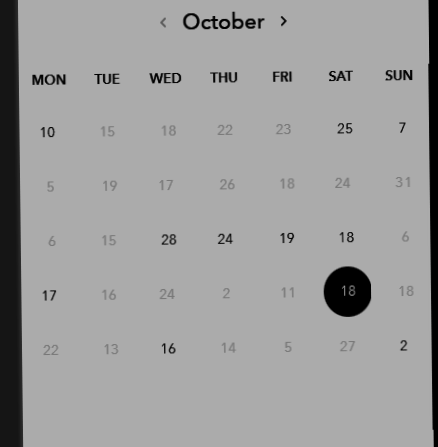 ‹ October ›
MON TUE WED THU FRI SAT SUN
10 15 18 22 23 25 7
5 19 17 26 18 24 31
6 15 28 24 19 18 6
17 16 24 2 11 18 18
22 13 16 14 5 27 2